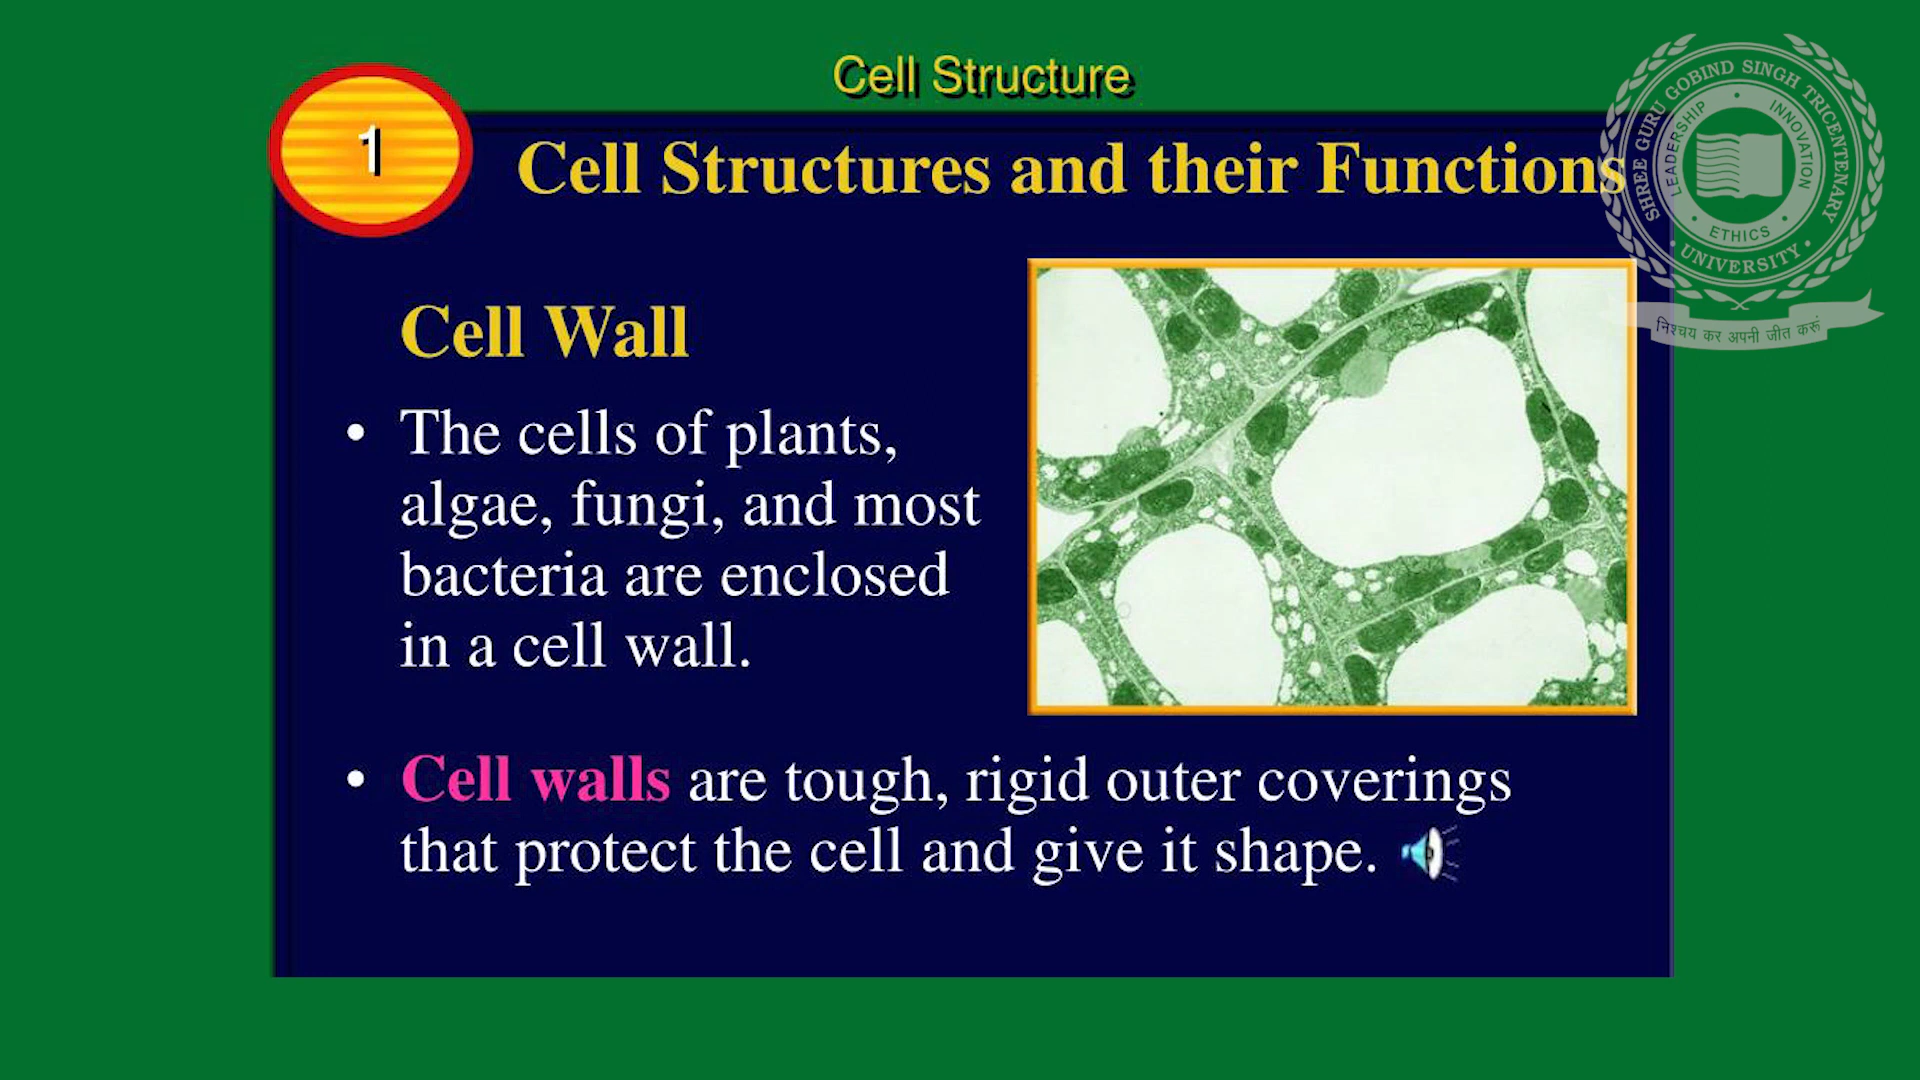 Cell Structure
1
Cell Structures and their Functions
Cell Wall
• The cells of plants,
algae, fungi, and most
bacteria are enclosed
in a cell wall.
• Cell walls are tough, rigid outer coverings
that protect the cell and give it shape.
SHREE GURU GOBIND SINGH TRICENTENARY
• UNIVERSITY •
LEADERSHIP • INNOVATION
• ETHICS •
निश्चय कर अपनी जीत करूं